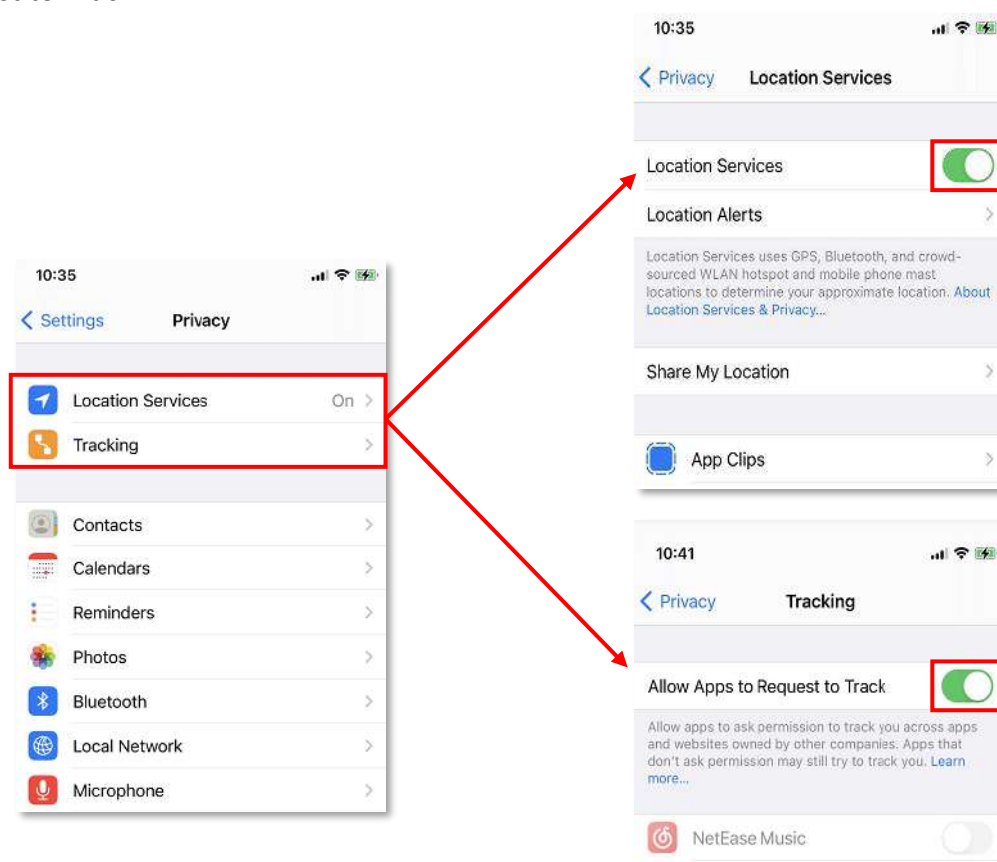 10:35
Settings
Privacy
Location Services
On
Tracking
Contacts
Calendars
Reminders
Photos
Bluetooth
Local Network
Microphone
10:35
Privacy
Location Services
Location Services
Location Alerts
Location Services uses GPS, Bluetooth, and crowd-
sourced WLAN hotspot and mobile phone mast
locations to determine your approximate location. About
Location Services & Privacy...
Share My Location
App Clips
10:41
Privacy
Tracking
Allow Apps to Request to Track
Allow apps to ask permission to track you across apps
and websites owned by other companies. Apps that
don't ask permission may still try to track you. Learn
more...
NetEase Music